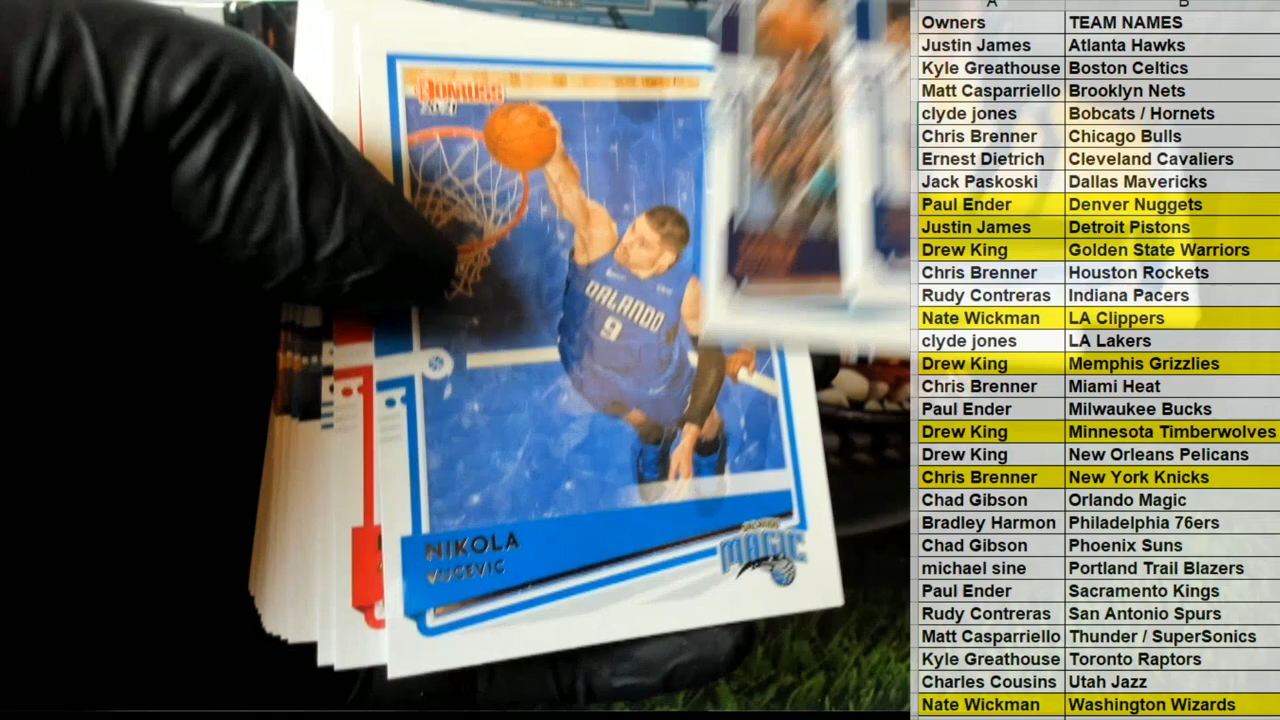 DONRUSS
20-21
ORLANDO
9
NIKOLA
VUCEVIC
ORLANDO
MAGIC
A B
Owners TEAM NAMES
Justin James Atlanta Hawks
Kyle Greathouse Boston Celtics
Matt Casparriello Brooklyn Nets
clyde jones Bobcats / Hornets
Chris Brenner Chicago Bulls
Ernest Dietrich Cleveland Cavaliers
Jack Paskoski Dallas Mavericks
Paul Ender Denver Nuggets
Justin James Detroit Pistons
Drew King Golden State Warriors
Chris Brenner Houston Rockets
Rudy Contreras Indiana Pacers
Nate Wickman LA Clippers
clyde jones LA Lakers
Drew King Memphis Grizzlies
Chris Brenner Miami Heat
Paul Ender Milwaukee Bucks
Drew King Minnesota Timberwolves
Drew King New Orleans Pelicans
Chris Brenner New York Knicks
Chad Gibson Orlando Magic
Bradley Harmon Philadelphia 76ers
Chad Gibson Phoenix Suns
michael sine Portland Trail Blazers
Paul Ender Sacramento Kings
Rudy Contreras San Antonio Spurs
Matt Casparriello Thunder / SuperSonics
Kyle Greathouse Toronto Raptors
Charles Cousins Utah Jazz
Nate Wickman Washington Wizards